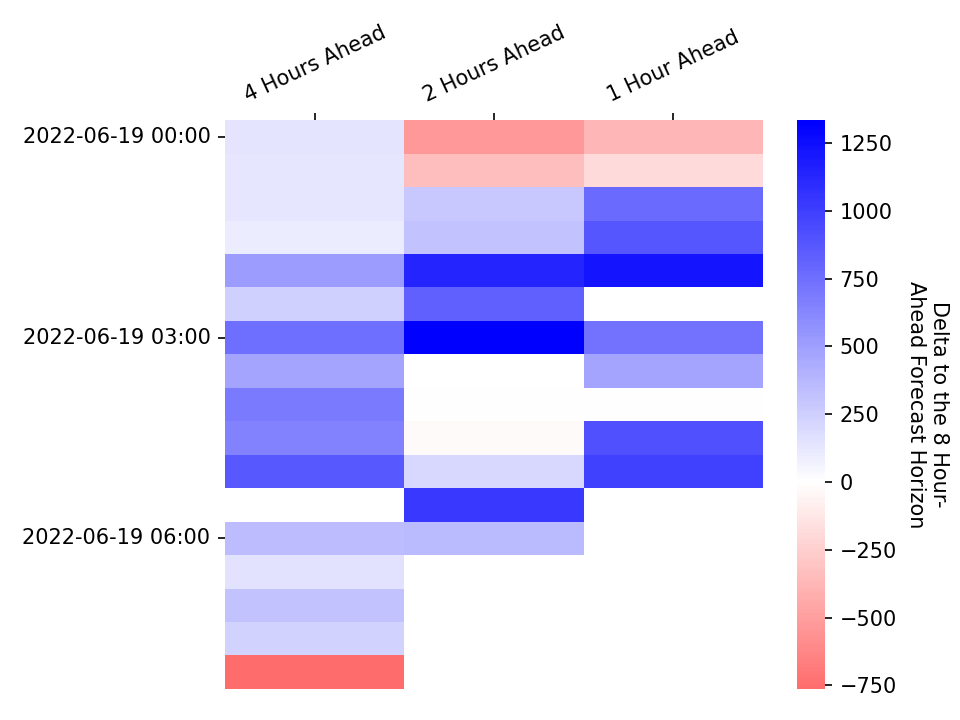 4 Hours Ahead
2 Hours Ahead
1 Hour Ahead
2022-06-19 00:00
2022-06-19 03:00
2022-06-19 06:00
1250
1000
750
500
250
0
−250
−500
−750
Delta to the 8 Hour-
Ahead Forecast Horizon